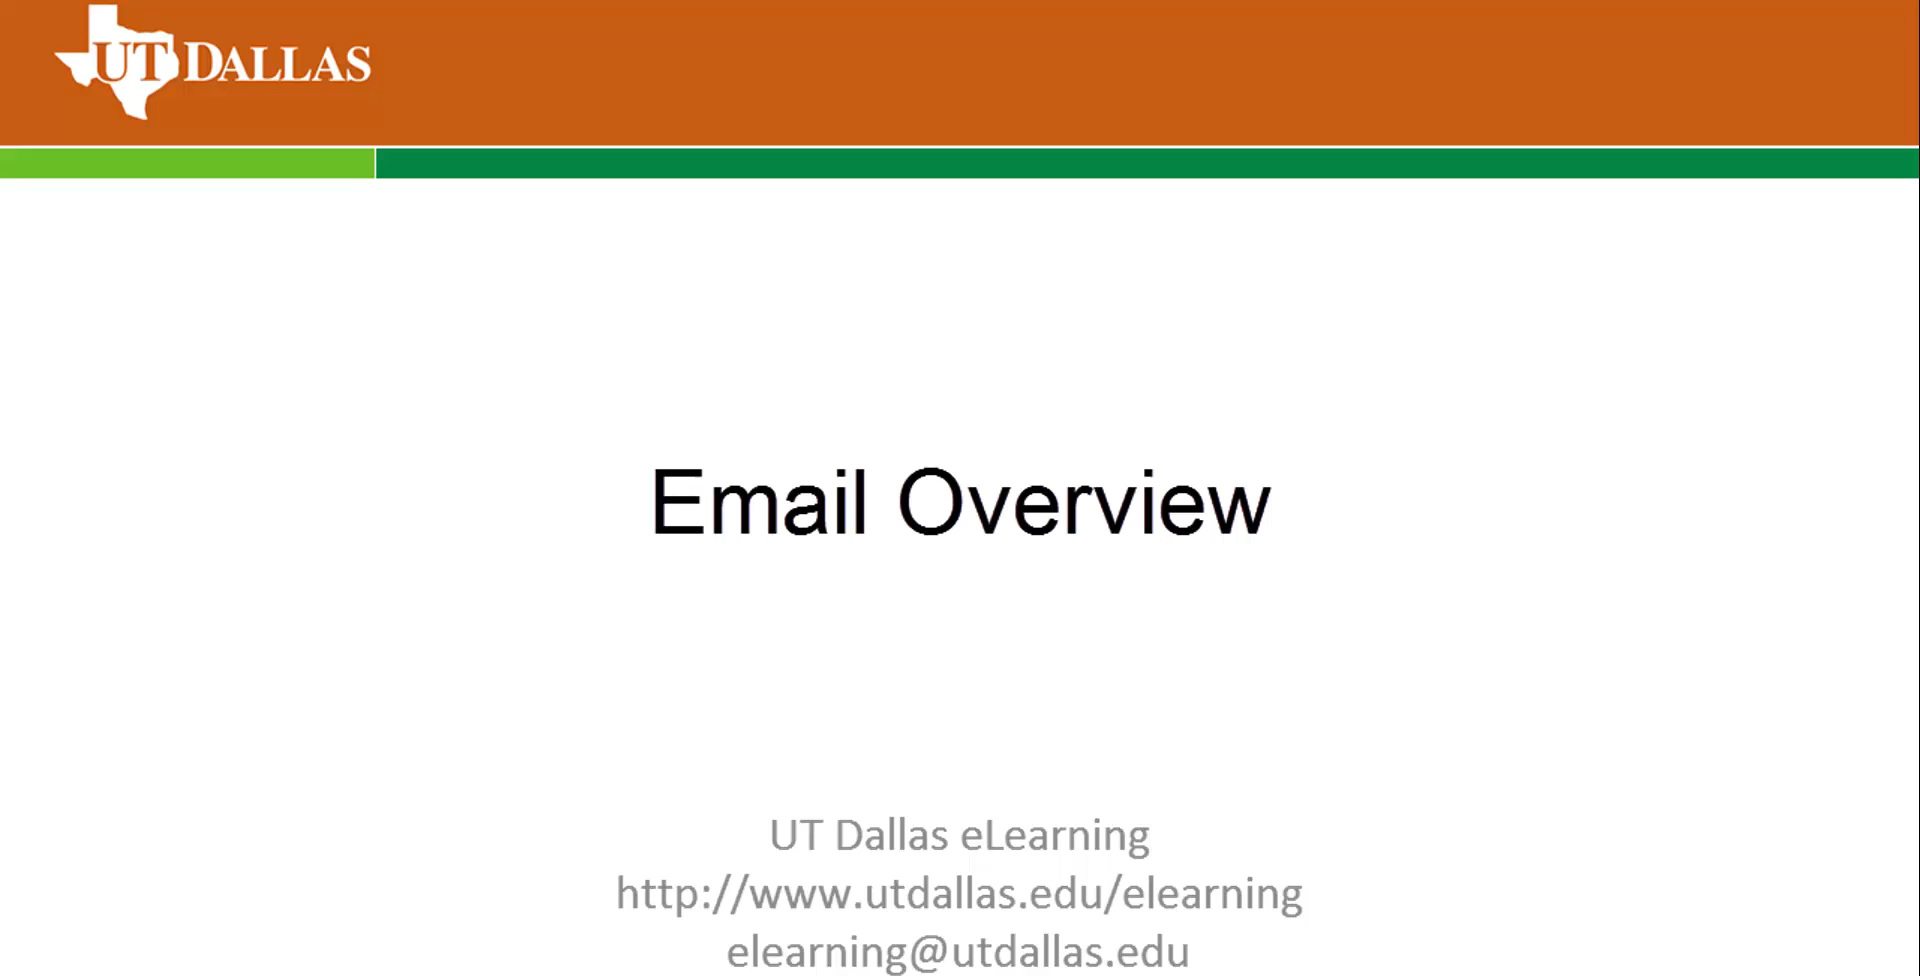 UT DALLAS
Email Overview
UT Dallas eLearning
http://www.utdallas.edu/elearning
elearning@utdallas.edu